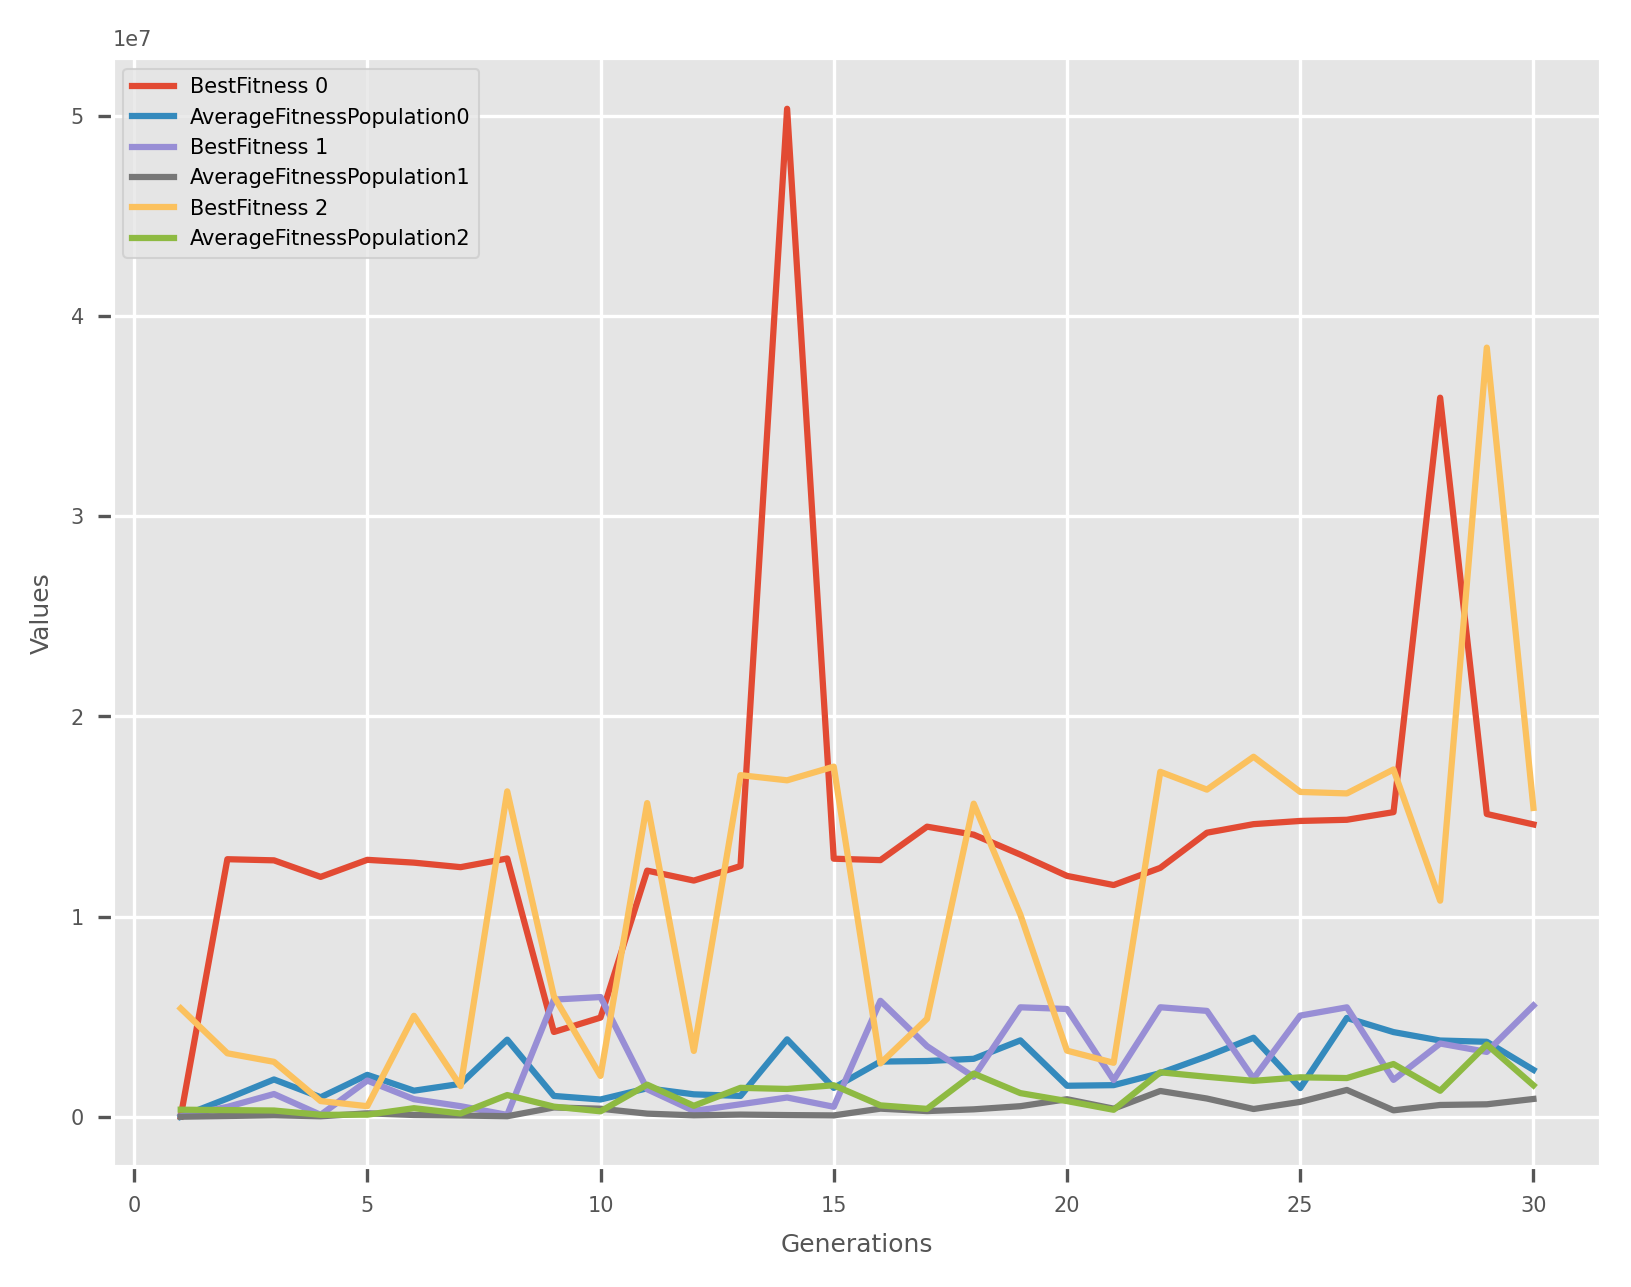 1e7
BestFitness 0
AverageFitnessPopulation0
BestFitness 1
AverageFitnessPopulation1
BestFitness 2
AverageFitnessPopulation2
5
4
3
2
1
0
Values
0 5 10 15 20 25 30
Generations